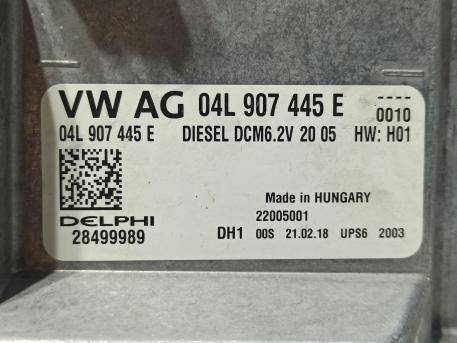 VW AG 04L 907 445 E ----
0010
04L 907 445 E DIESEL DCM6.2V 20 05 HW: H01
Made in HUNGARY
DELPHI 22005001
28499989 DH1 00S 21.02.18 UPS6 2003